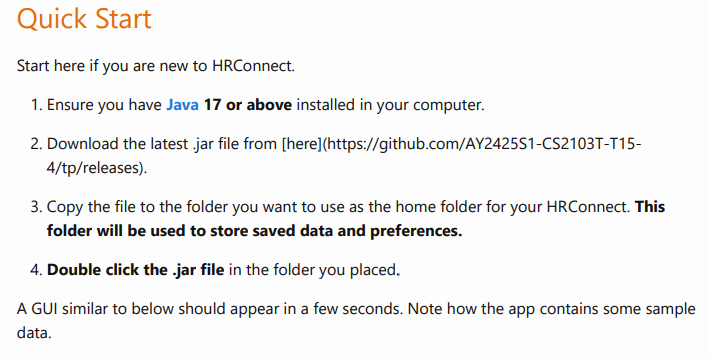 Quick Start
Start here if you are new to HRConnect.
1. Ensure you have Java 17 or above installed in your computer.
2. Download the latest .jar file from [here](https://github.com/AY2425S1-CS2103T-T15-
4/tp/releases).
3. Copy the file to the folder you want to use as the home folder for your HRConnect. This
folder will be used to store saved data and preferences.
4. Double click the .jar file in the folder you placed.
A GUI similar to below should appear in a few seconds. Note how the app contains some sample
data.